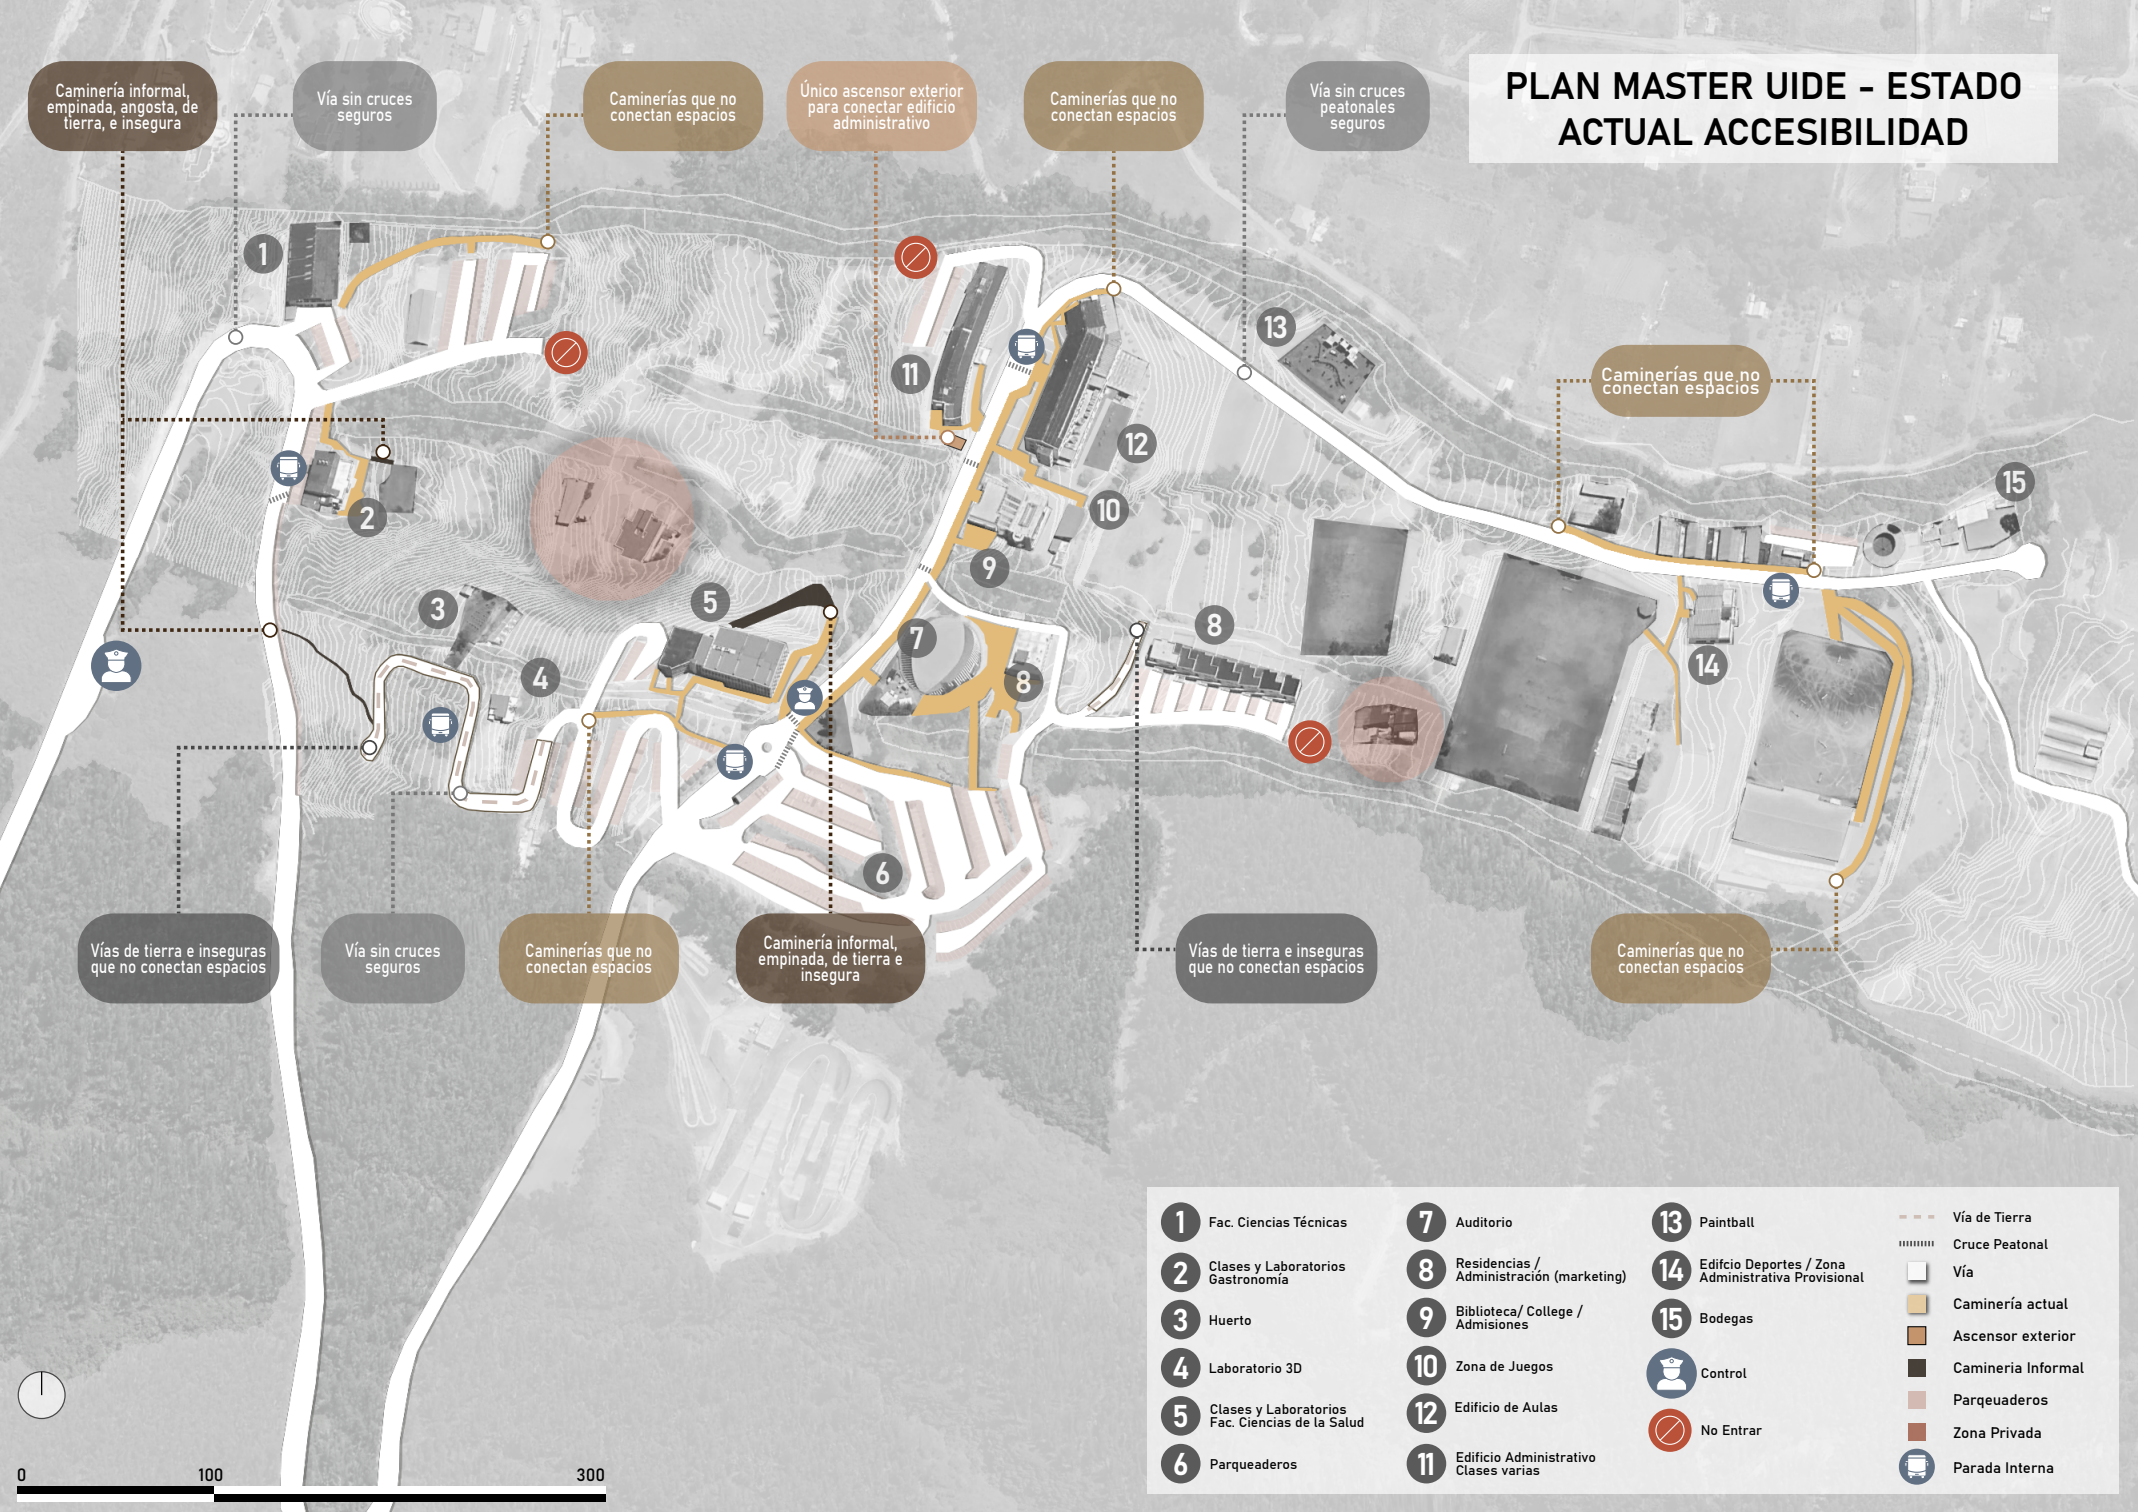 PLAN MASTER UIDE - ESTADO
ACTUAL ACCESIBILIDAD
Caminería informal,
empinada, angosta, de
tierra, e insegura
Vía sin cruces
seguros
Caminerías que no
conectan espacios
Único ascensor exterior
para conectar edificio
administrativo
Caminerías que no
conectan espacios
Vía sin cruces
peatonales
seguros
1
13
11
12
Caminerías que no
conectan espacios
15
2
10
9
3
5
7
8
14
4
8
6
Vías de tierra e inseguras
que no conectan espacios
Vía sin cruces
seguros
Caminerías que no
conectan espacios
Caminería informal,
empinada, de tierra e
insegura
Vías de tierra e inseguras
que no conectan espacios
Caminerías que no
conectan espacios
1 Fac. Ciencias Técnicas
2 Clases y Laboratorios
Gastronomía
3 Huerto
4 Laboratorio 3D
5 Clases y Laboratorios
Fac. Ciencias de la Salud
6 Parqueaderos
7 Auditorio
8 Residencias /
Administración (marketing)
9 Biblioteca/ College /
Admisiones
10 Zona de Juegos
12 Edificio de Aulas
11 Edificio Administrativo
Clases varias
13 Paintball
14 Edifcio Deportes / Zona
Administrativa Provisional
15 Bodegas
Control
No Entrar
Vía de Tierra
Cruce Peatonal
Vía
Caminería actual
Ascensor exterior
Camineria Informal
Parqeuaderos
Zona Privada
Parada Interna
0 100 300